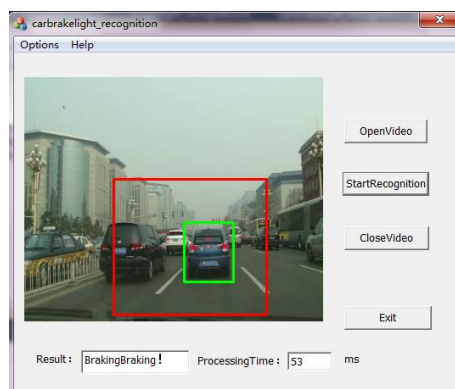 carbrakelight_recognition
Options Help
OpenVideo
StartRecognition
CloseVideo
Exit
Result: BrakingBraking! ProcessingTime: 53 ms